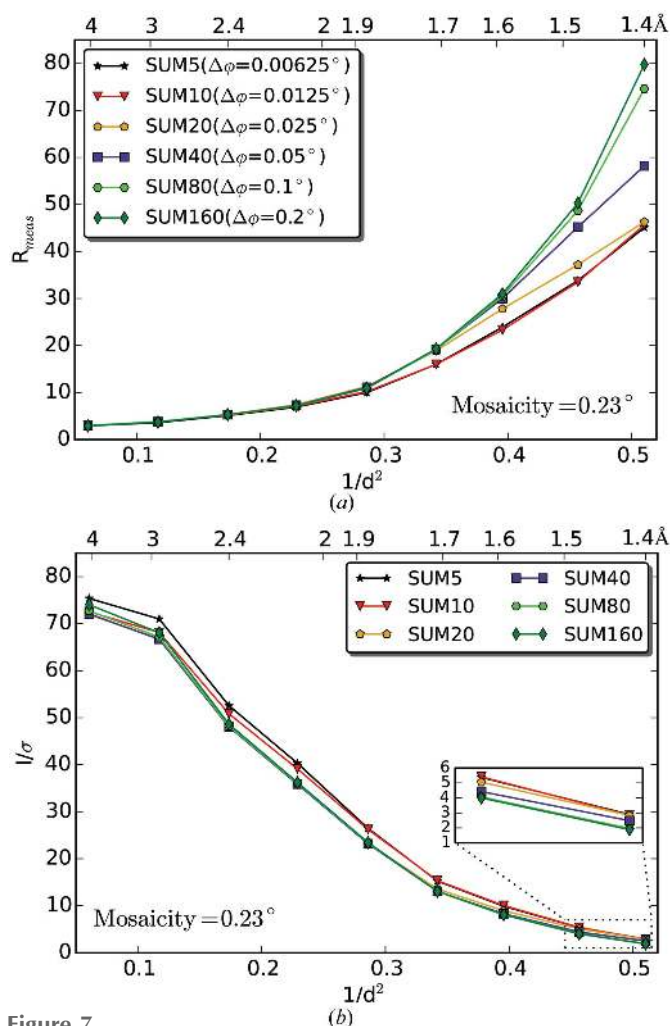 4 3 2.4 2 1.9 1.7 1.6 1.5 1.4Å
80
70
60
50
40
30
20
10
0
R_meas
SUM5(Δφ=0.00625°)
SUM10(Δφ=0.0125°)
SUM20(Δφ=0.025°)
SUM40(Δφ=0.05°)
SUM80(Δφ=0.1°)
SUM160(Δφ=0.2°)
Mosaicity=0.23°
0.1 0.2 0.3 0.4 0.5
1/d²
(a)
4 3 2.4 2 1.9 1.7 1.6 1.5 1.4Å
80
70
60
50
40
30
20
10
0
I/σ
SUM5 SUM40
SUM10 SUM80
SUM20 SUM160
6
5
4
3
2
1
Mosaicity=0.23°
0.1 0.2 0.3 0.4 0.5
1/d²
(b)
Figure 7